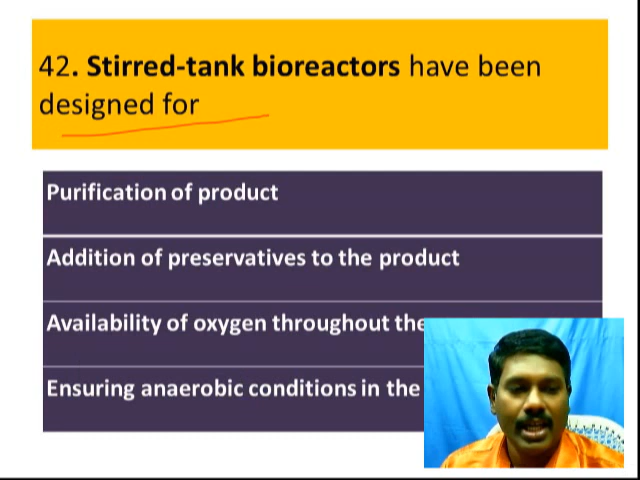 42. Stirred-tank bioreactors have been
designed for
Purification of product
Addition of preservatives to the product
Availability of oxygen throughout the
Ensuring anaerobic conditions in the